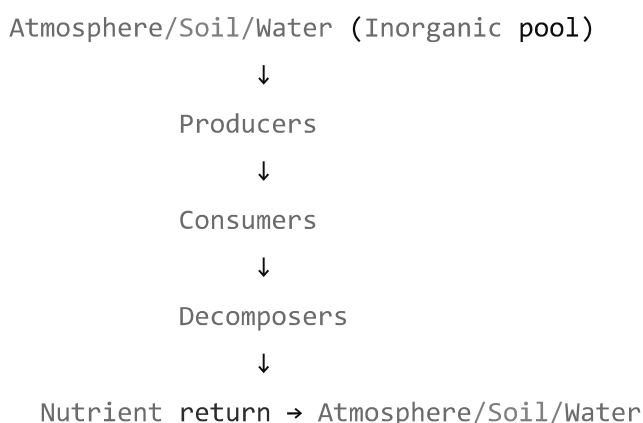 Atmosphere/Soil/Water (Inorganic pool)
↓
Producers
↓
Consumers
↓
Decomposers
↓
Nutrient return → Atmosphere/Soil/Water